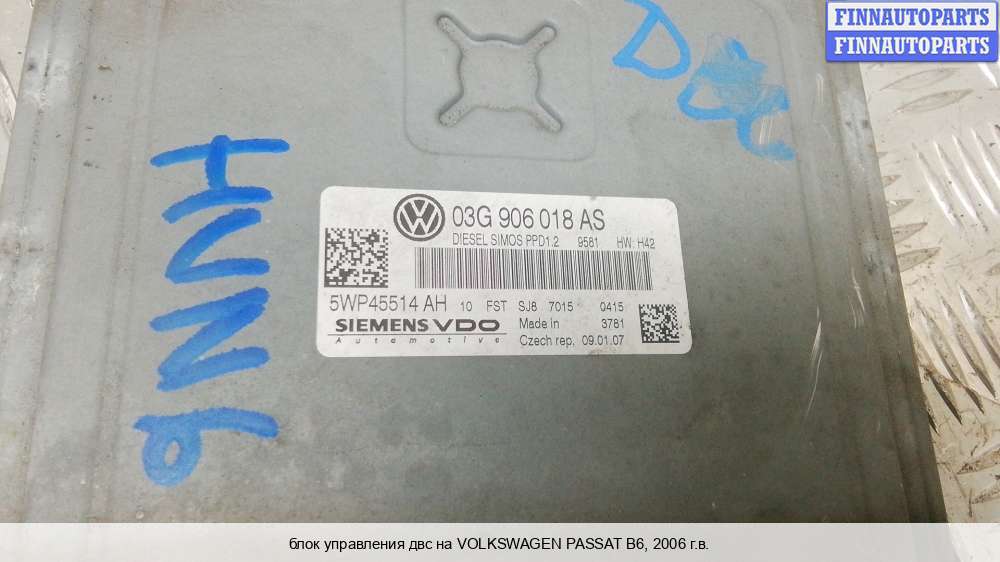 FINNAUTOPARTS
FINNAUTOPARTS
03G 906 018 AS
DIESEL SIMOS PPD1.2 9581 HW: H42
5WP45514 AH 10 FST SJ8 7015 0415
SIEMENS VDO Made in 3781
Automotive Czech rep. 09.01.07
блок управления двс на VOLKSWAGEN PASSAT B6, 2006 г.в.